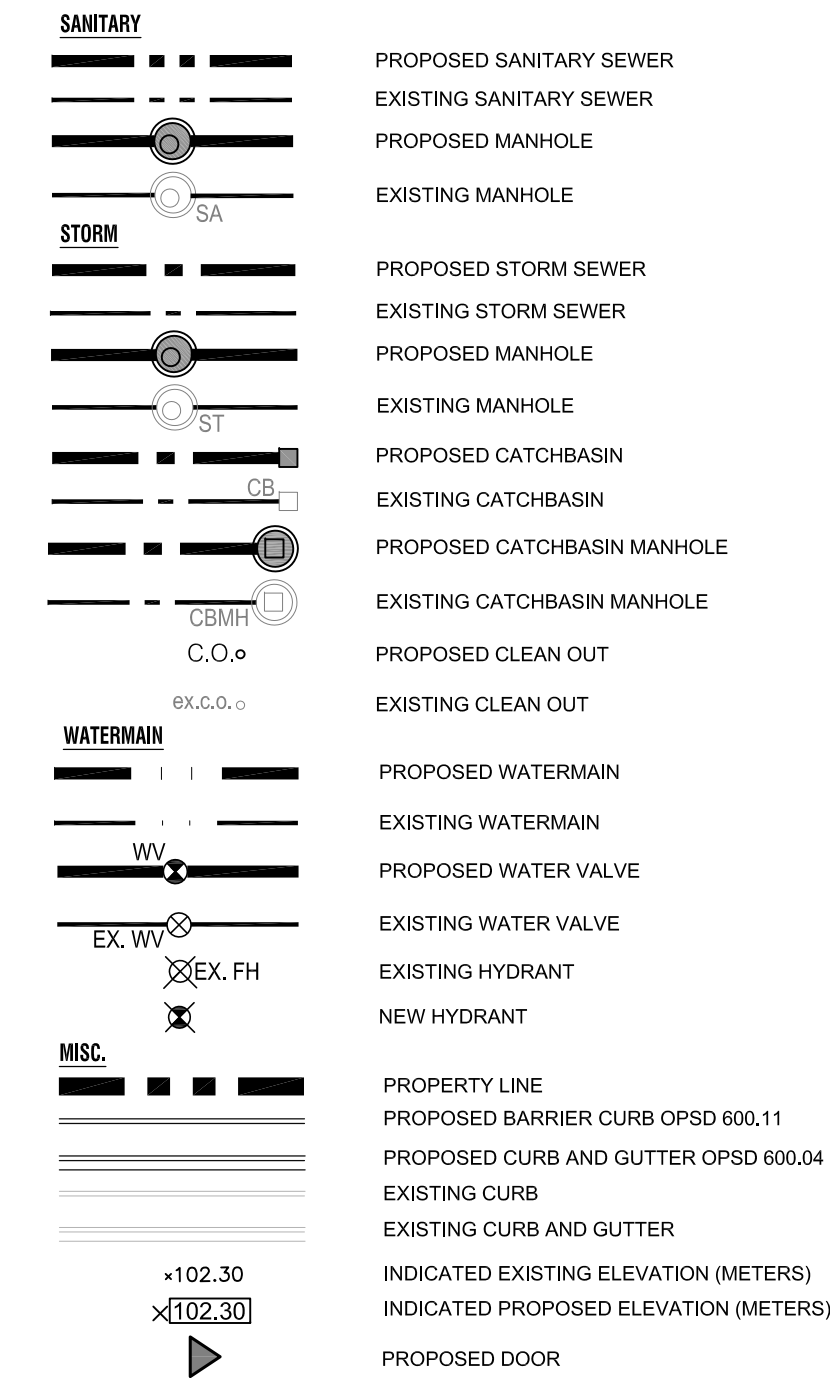 SANITARY
PROPOSED SANITARY SEWER
EXISTING SANITARY SEWER
PROPOSED MANHOLE
SA EXISTING MANHOLE
STORM
PROPOSED STORM SEWER
EXISTING STORM SEWER
PROPOSED MANHOLE
ST EXISTING MANHOLE
PROPOSED CATCHBASIN
CB EXISTING CATCHBASIN
PROPOSED CATCHBASIN MANHOLE
CBMH EXISTING CATCHBASIN MANHOLE
C.O. PROPOSED CLEAN OUT
ex.c.o. EXISTING CLEAN OUT
WATERMAIN
PROPOSED WATERMAIN
EXISTING WATERMAIN
WV PROPOSED WATER VALVE
EX. WV EXISTING WATER VALVE
EX. FH EXISTING HYDRANT
NEW HYDRANT
MISC.
PROPERTY LINE
PROPOSED BARRIER CURB OPSD 600.11
PROPOSED CURB AND GUTTER OPSD 600.04
EXISTING CURB
EXISTING CURB AND GUTTER
×102.30 INDICATED EXISTING ELEVATION (METERS)
×102.30 INDICATED PROPOSED ELEVATION (METERS)
PROPOSED DOOR